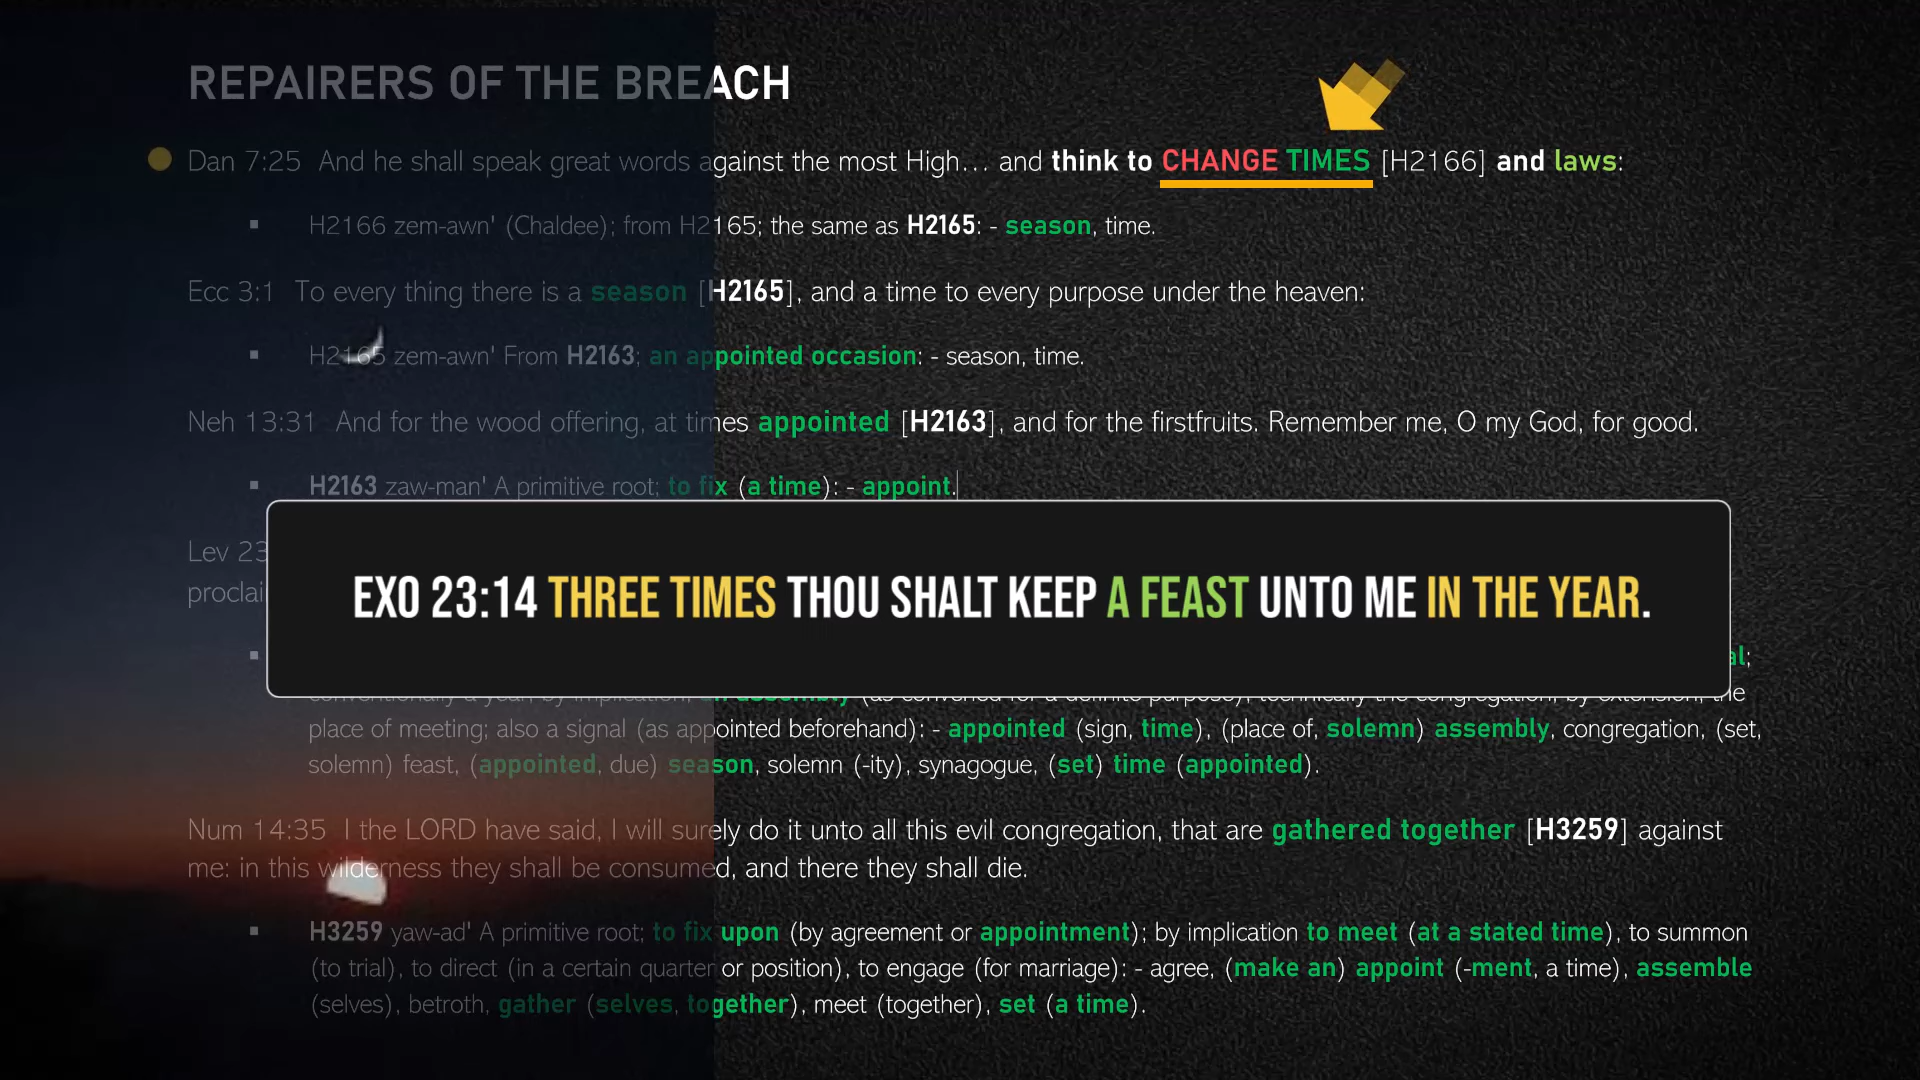 REPAIRERS OF THE BREACH
Dan 7:25 And he shall speak great words against the most High... and think to CHANGE TIMES [H2166] and laws:
▪ H2166 zem-awn' (Chaldee); from H2165; the same as H2165: - season, time.
Ecc 3:1 To every thing there is a season [H2165], and a time to every purpose under the heaven:
▪ H2165 zem-awn' From H2163; an appointed occasion: - season, time.
Neh 13:31 And for the wood offering, at times appointed [H2163], and for the firstfruits. Remember me, O my God, for good.
▪ H2163 zaw-man' A primitive root; to fix (a time): - appoint.
Lev 23
EXO 23:14 THREE TIMES THOU SHALT KEEP A FEAST UNTO ME IN THE YEAR.
place of meeting; also a signal (as appointed beforehand): - appointed (sign, time), (place of, solemn) assembly, congregation, (set,
solemn) feast, (appointed, due) season, solemn (-ity), synagogue, (set) time (appointed).
Num 14:35 I the LORD have said, I will surely do it unto all this evil congregation, that are gathered together [H3259] against
me: in this wilderness they shall be consumed, and there they shall die.
▪ H3259 yaw-ad' A primitive root; to fix upon (by agreement or appointment); by implication to meet (at a stated time), to summon
(to trial), to direct (in a certain quarter or position), to engage (for marriage): - agree, (make an) appoint (-ment, a time), assemble
(selves), betroth, gather (selves, together), meet (together), set (a time).